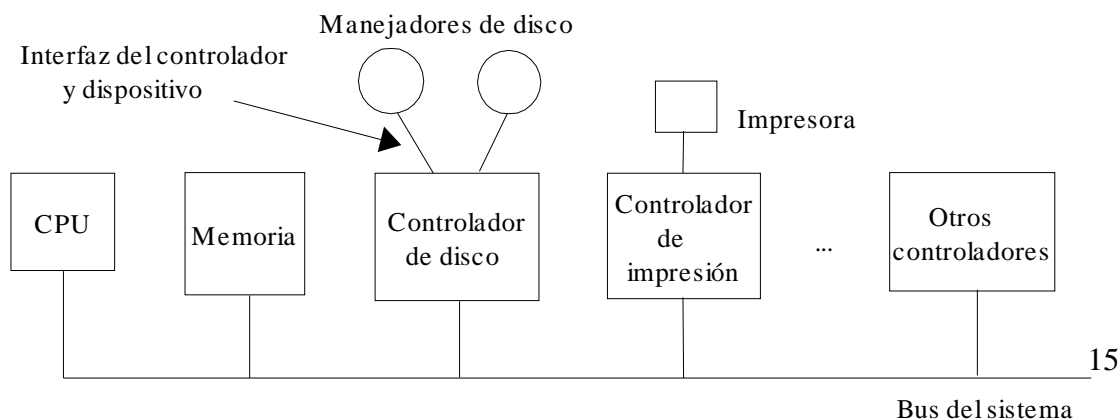 Manejadores de disco
Interfaz del controlador
y dispositivo
Impresora
CPU
Memoria
Controlador
de disco
Controlador
de
impresión
...
Otros
controladores
15
Bus del sistema